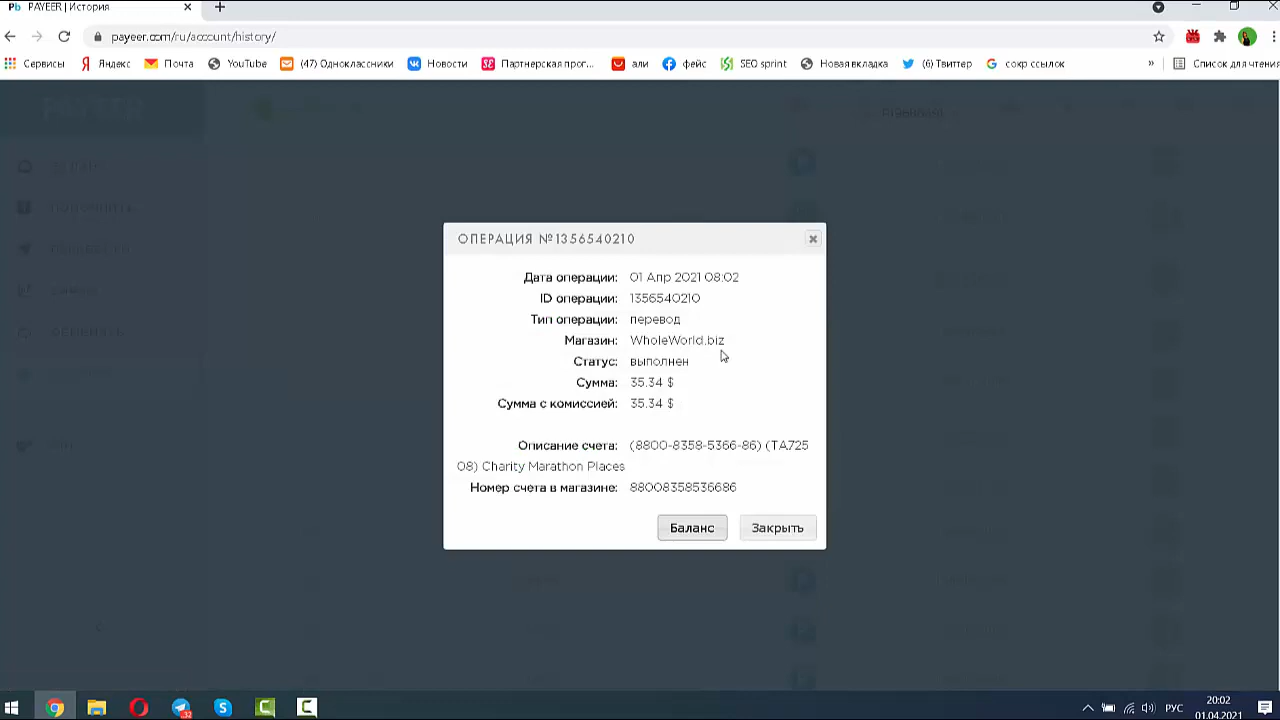 Pb PAYEER | История
payeer.com/ru/account/history/
Сервисы Яндекс Почта YouTube (47) Одноклассники Новости Партнерская прог... али фейс SEO sprint Новая вкладка (6) Твиттер сокр ссылок » Список для чтения
PAYEER
ОПЕРАЦИЯ №1356540210
Дата операции: 01 Апр 2021 08:02
ID операции: 1356540210
Тип операции: перевод
Магазин: WholeWorld.biz
Статус: выполнен
Сумма: 35.34 $
Сумма с комиссией: 35.34 $
Описание счета: (8800-8358-5366-86) (TA725
08) Charity Marathon Places
Номер счета в магазине: 88008358536686
Баланс Закрыть
32 РУС 20:02
01.04.2021